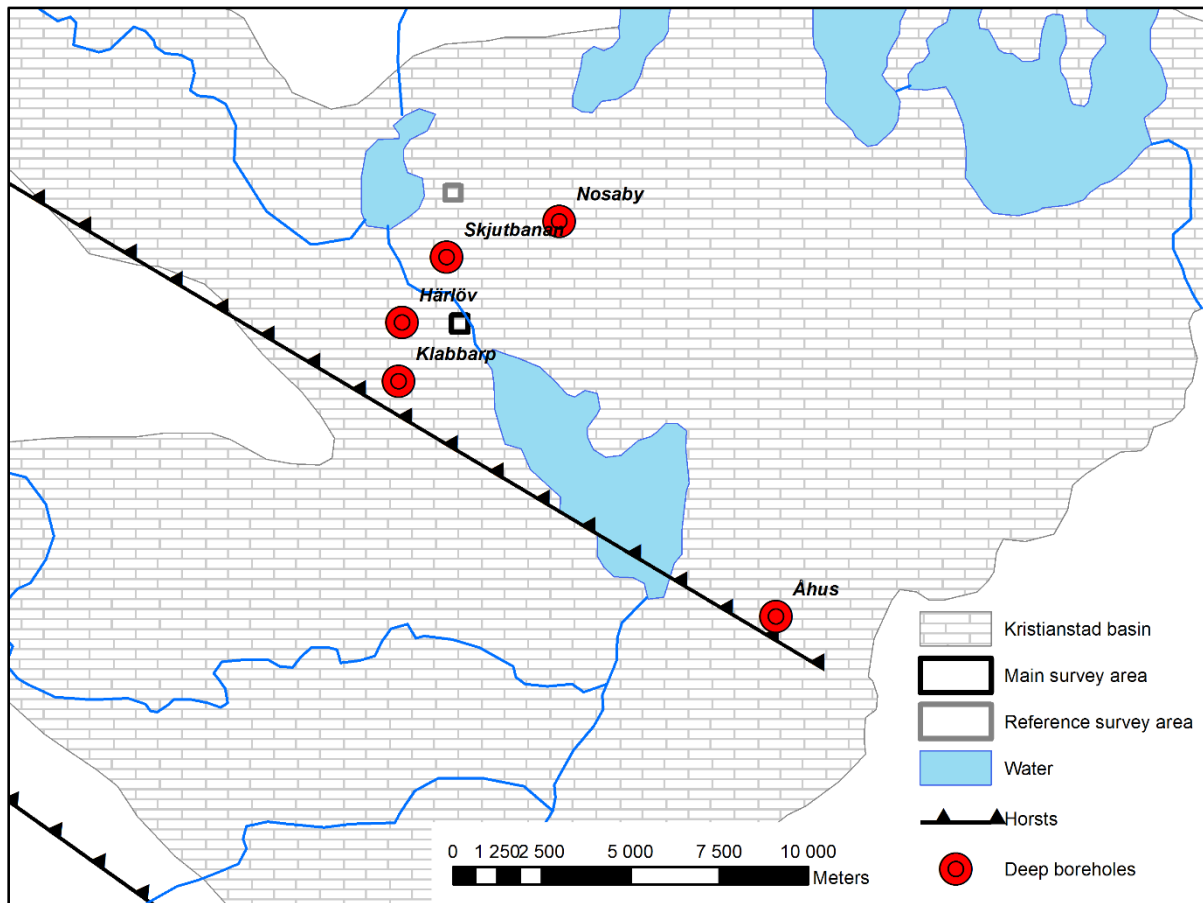 Nosaby
Skjutbanan
Härlöv
Klabbarp
Åhus
Kristianstad basin
Main survey area
Reference survey area
Water
Horsts
Deep boreholes
0 1 250 2 500 5 000 7 500 10 000
Meters